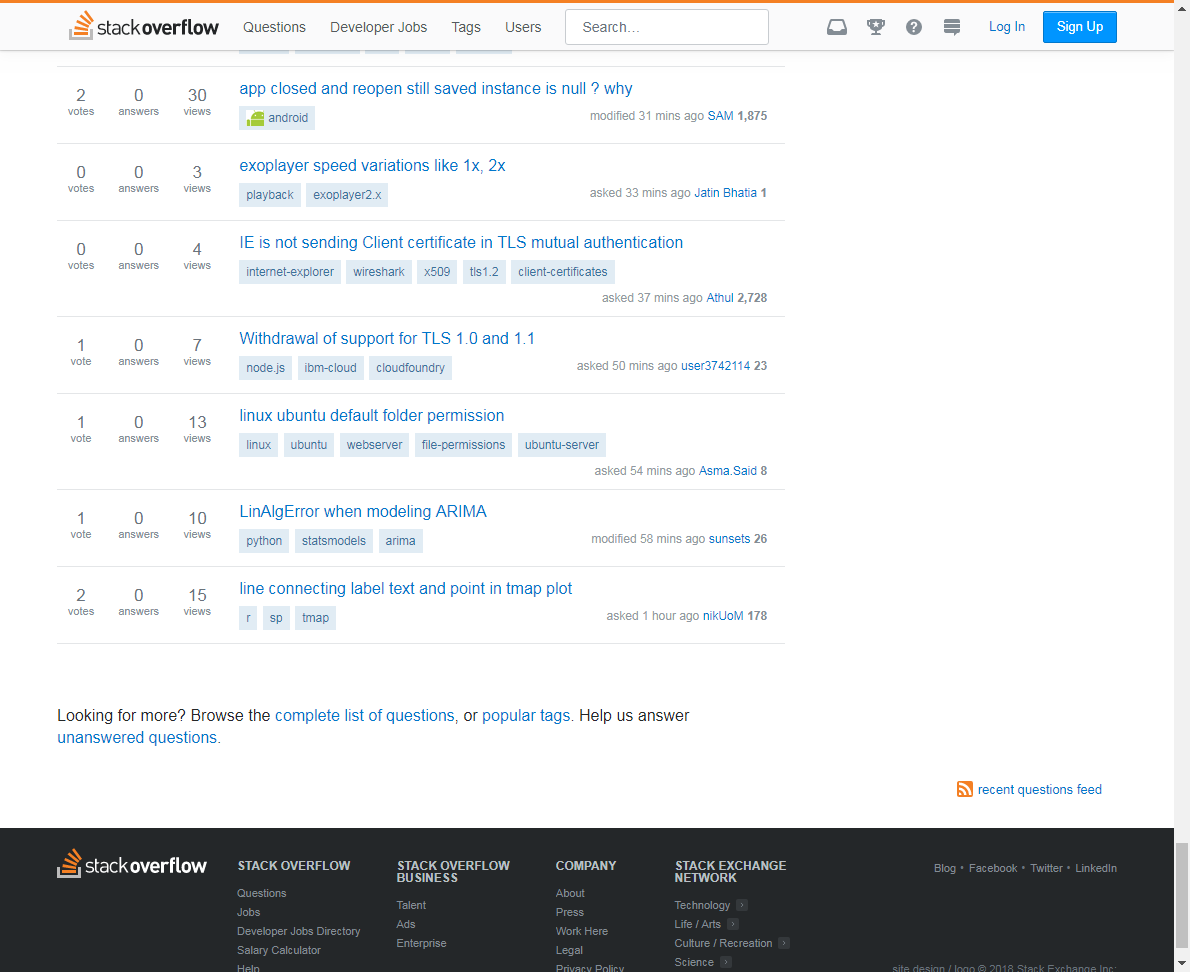 stack overflow Questions Developer Jobs Tags Users Search... Log In Sign Up
app closed and reopen still saved instance is null ? why
2 votes 0 answers 30 views
android
modified 31 mins ago SAM 1,875
exoplayer speed variations like 1x, 2x
0 votes 0 answers 3 views
playback exoplayer2.x
asked 33 mins ago Jatin Bhatia 1
IE is not sending Client certificate in TLS mutual authentication
0 votes 0 answers 4 views
internet-explorer wireshark x509 tls1.2 client-certificates
asked 37 mins ago Athul 2,728
Withdrawal of support for TLS 1.0 and 1.1
1 vote 0 answers 7 views
node.js ibm-cloud cloudfoundry
asked 50 mins ago user3742114 23
linux ubuntu default folder permission
1 vote 0 answers 13 views
linux ubuntu webserver file-permissions ubuntu-server
asked 54 mins ago Asma.Said 8
LinAlgError when modeling ARIMA
1 vote 0 answers 10 views
python statsmodels arima
modified 58 mins ago sunsets 26
line connecting label text and point in tmap plot
2 votes 0 answers 15 views
r sp tmap
asked 1 hour ago nikUoM 178
Looking for more? Browse the complete list of questions, or popular tags. Help us answer
unanswered questions.
recent questions feed
stack overflow
STACK OVERFLOW
Questions
Jobs
Developer Jobs Directory
Salary Calculator
Help
STACK OVERFLOW
BUSINESS
Talent
Ads
Enterprise
COMPANY
About
Press
Work Here
Legal
Privacy Policy
STACK EXCHANGE
NETWORK
Technology
Life / Arts
Culture / Recreation
Science
Blog • Facebook • Twitter • LinkedIn
site design / logo © 2018 Stack Exchange Inc;